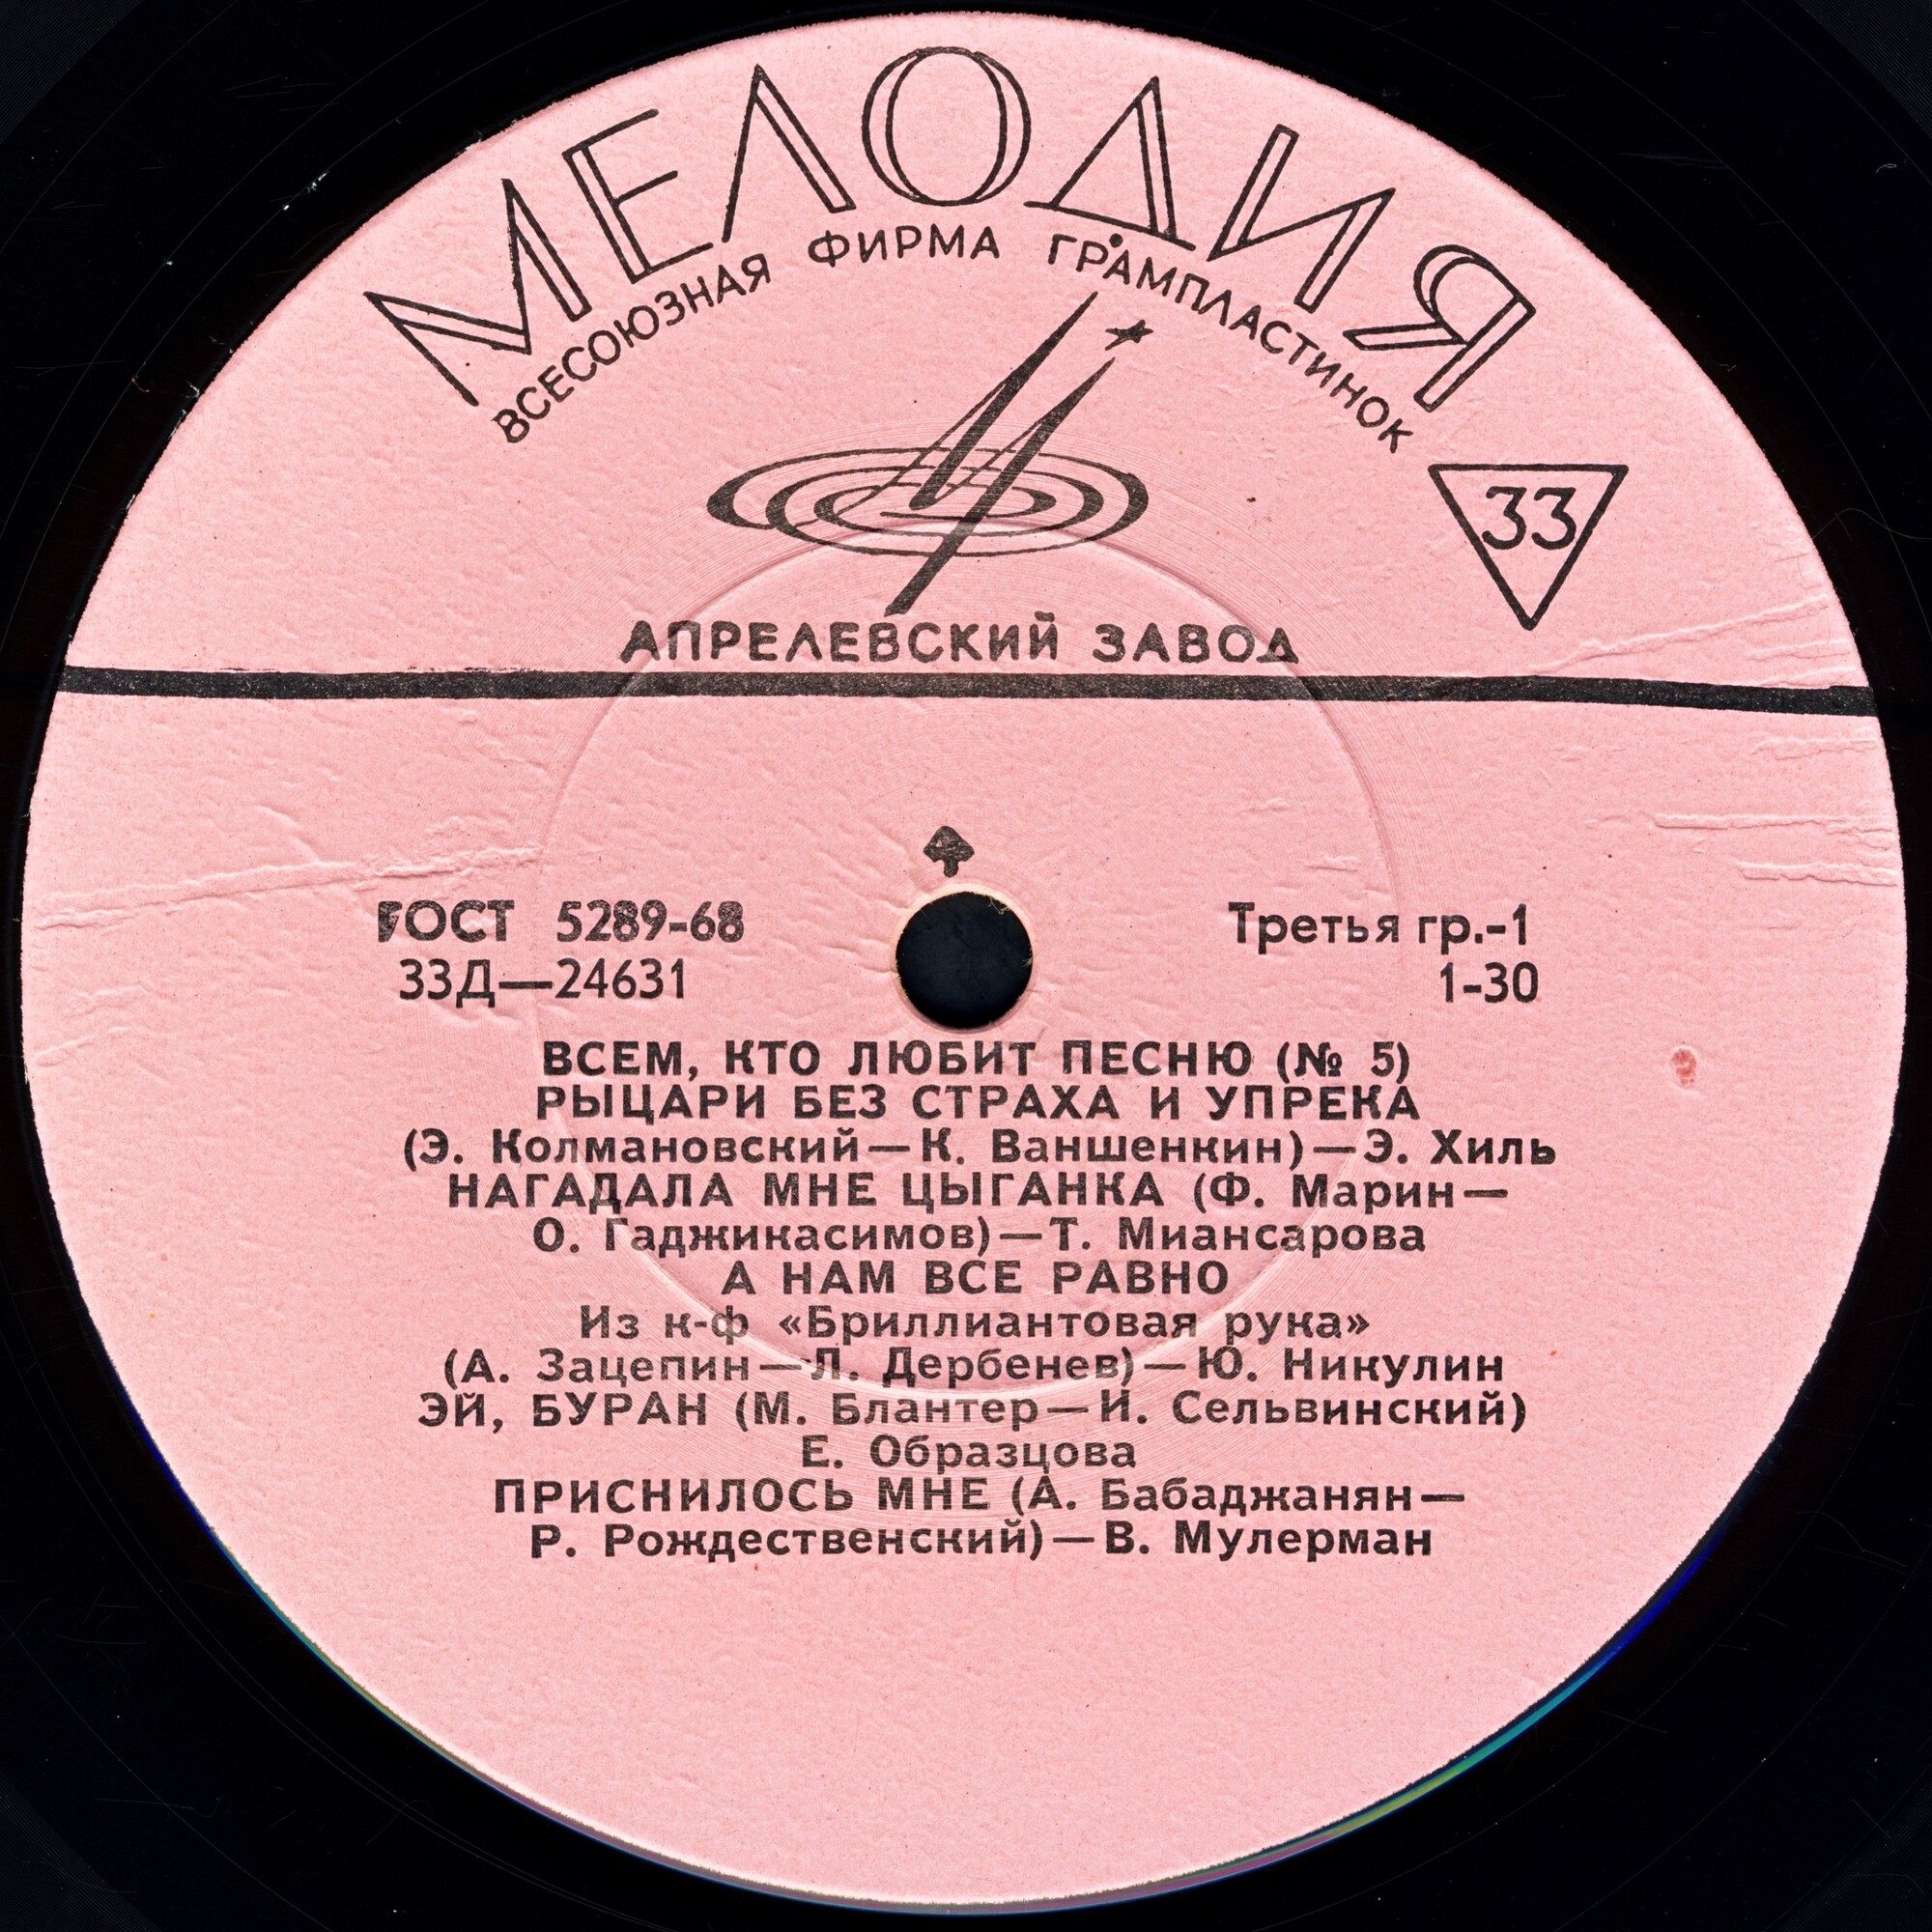 МЕЛОДИЯ
ВСЕСОЮЗНАЯ ФИРМА ГРАМПЛАСТИНОК
33
АПРЕЛЕВСКИЙ ЗАВОД
ГОСТ 5289-68 Третья гр.-1
33Д—24631 1-30
ВСЕМ, КТО ЛЮБИТ ПЕСНЮ (№ 5)
РЫЦАРИ БЕЗ СТРАХА И УПРЕКА
(Э. Колмановский—К. Ваншенкин)—Э. Хиль
НАГАДАЛА МНЕ ЦЫГАНКА (Ф. Марин—
О. Гаджикасимов)—Т. Миансарова
А НАМ ВСЕ РАВНО
Из к-ф «Бриллиантовая рука»
(А. Зацепин—Л. Дербенев)—Ю. Никулин
ЭЙ, БУРАН (М. Блантер—И. Сельвинский)
Е. Образцова
ПРИСНИЛОСЬ МНЕ (А. Бабаджанян—
Р. Рождественский)—В. Мулерман